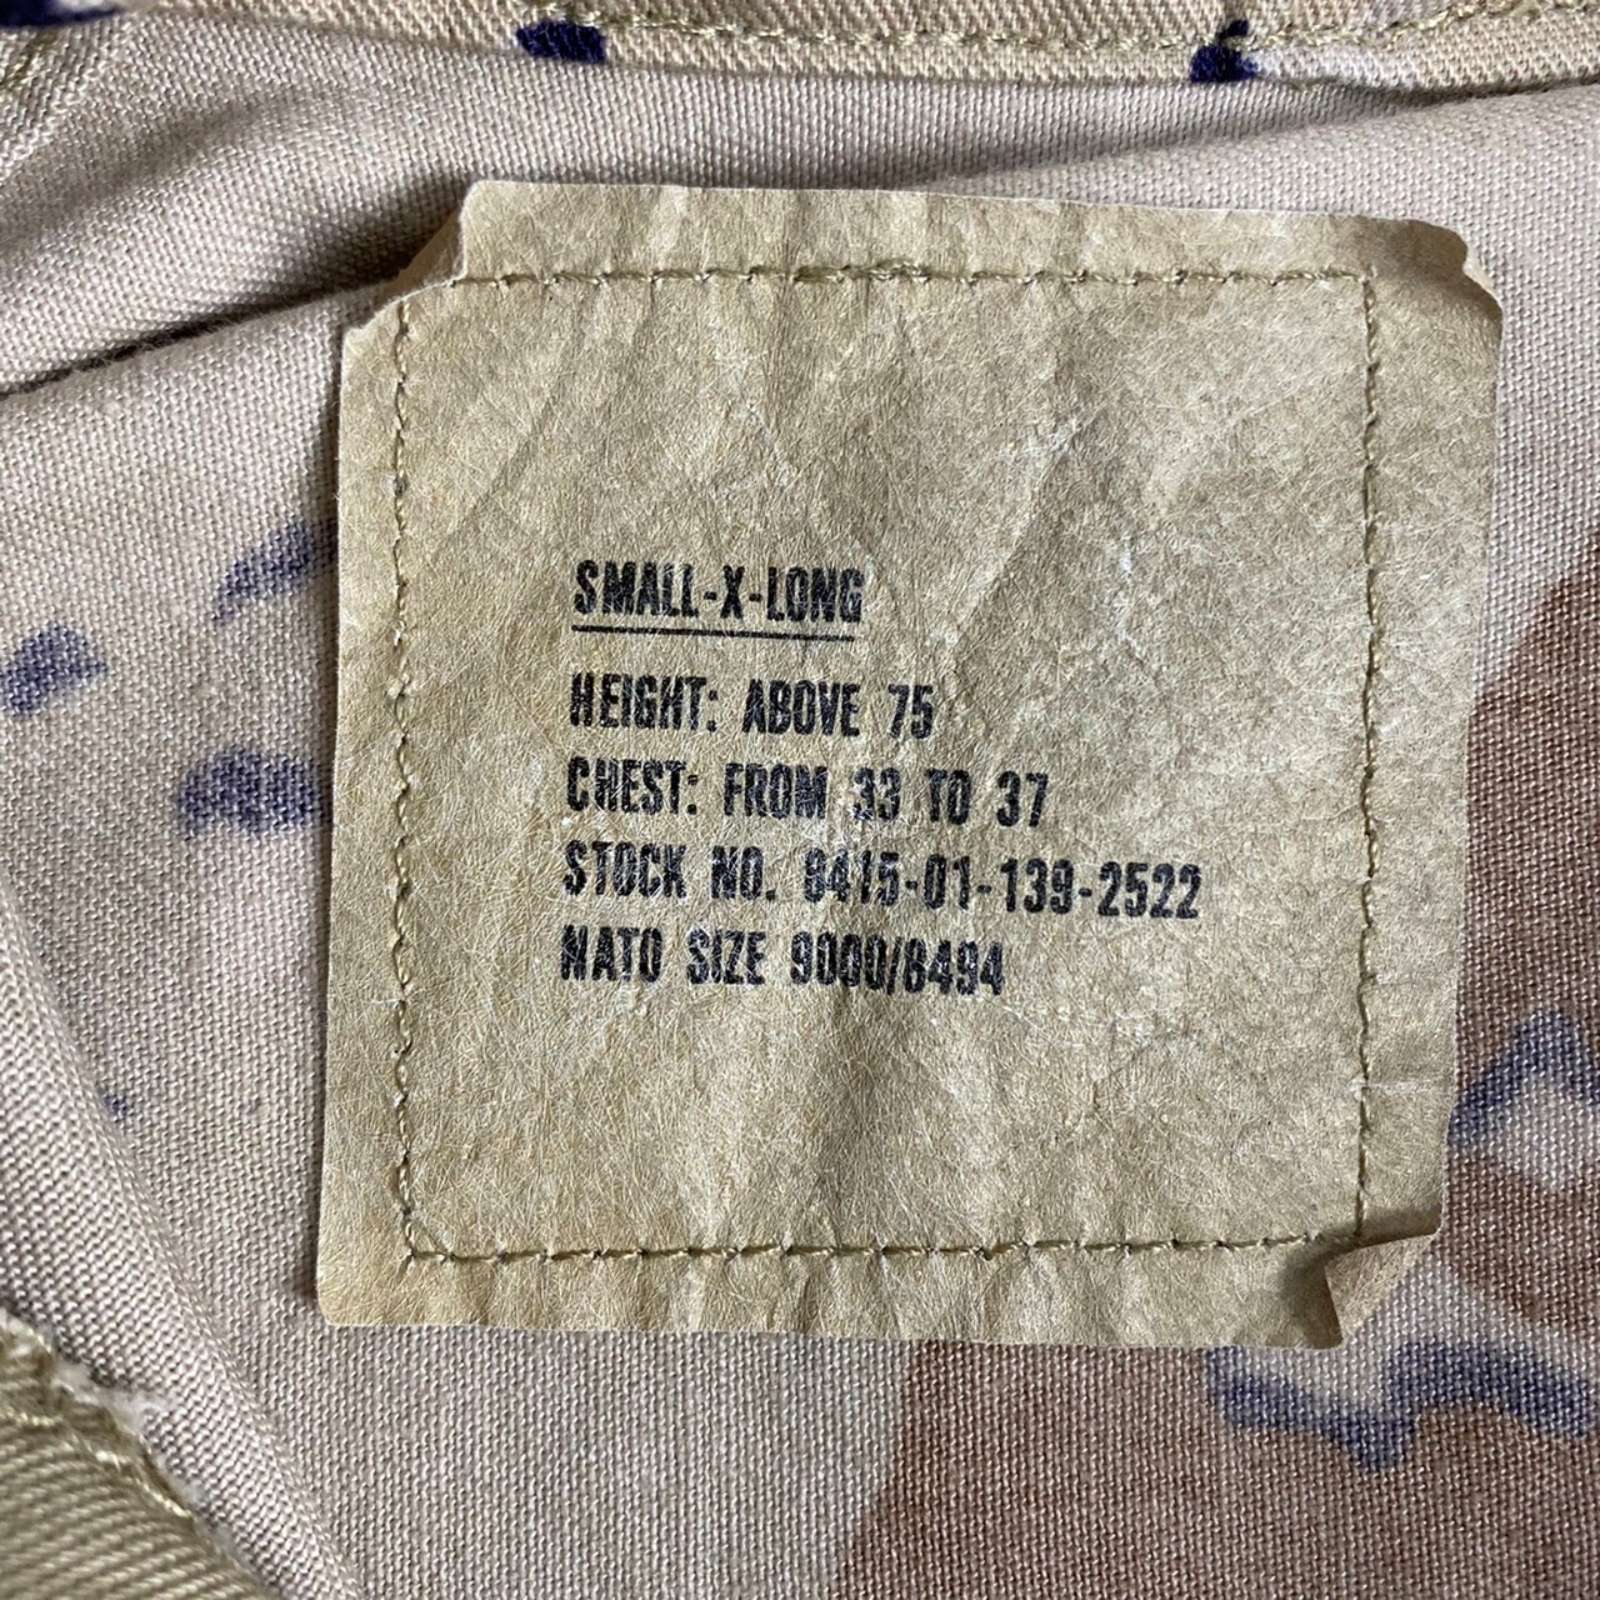 SMALL-X-LONG
HEIGHT: ABOVE 75
CHEST: FROM 33 TO 37
STOCK NO. 8415-01-139-2522
NATO SIZE 9000/8494